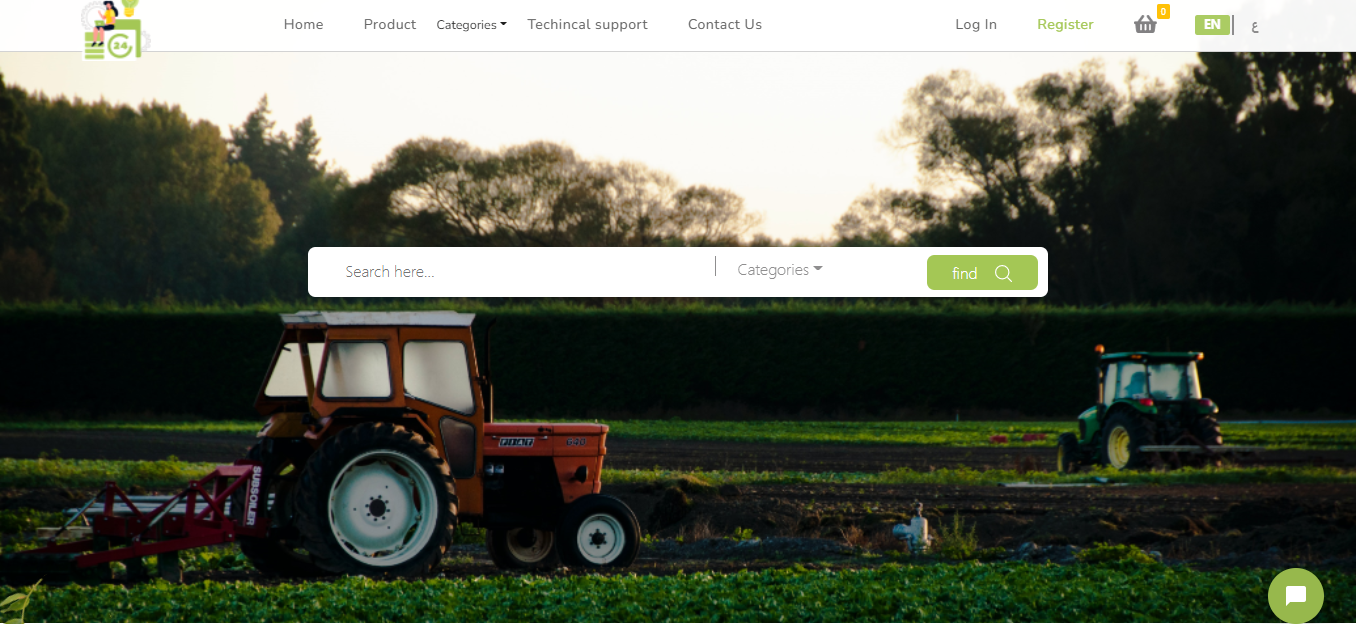 24
Home Product Categories Techincal support Contact Us Log In Register 0 EN ع
Search here... Categories find
FIAT 640
SUBSOILER